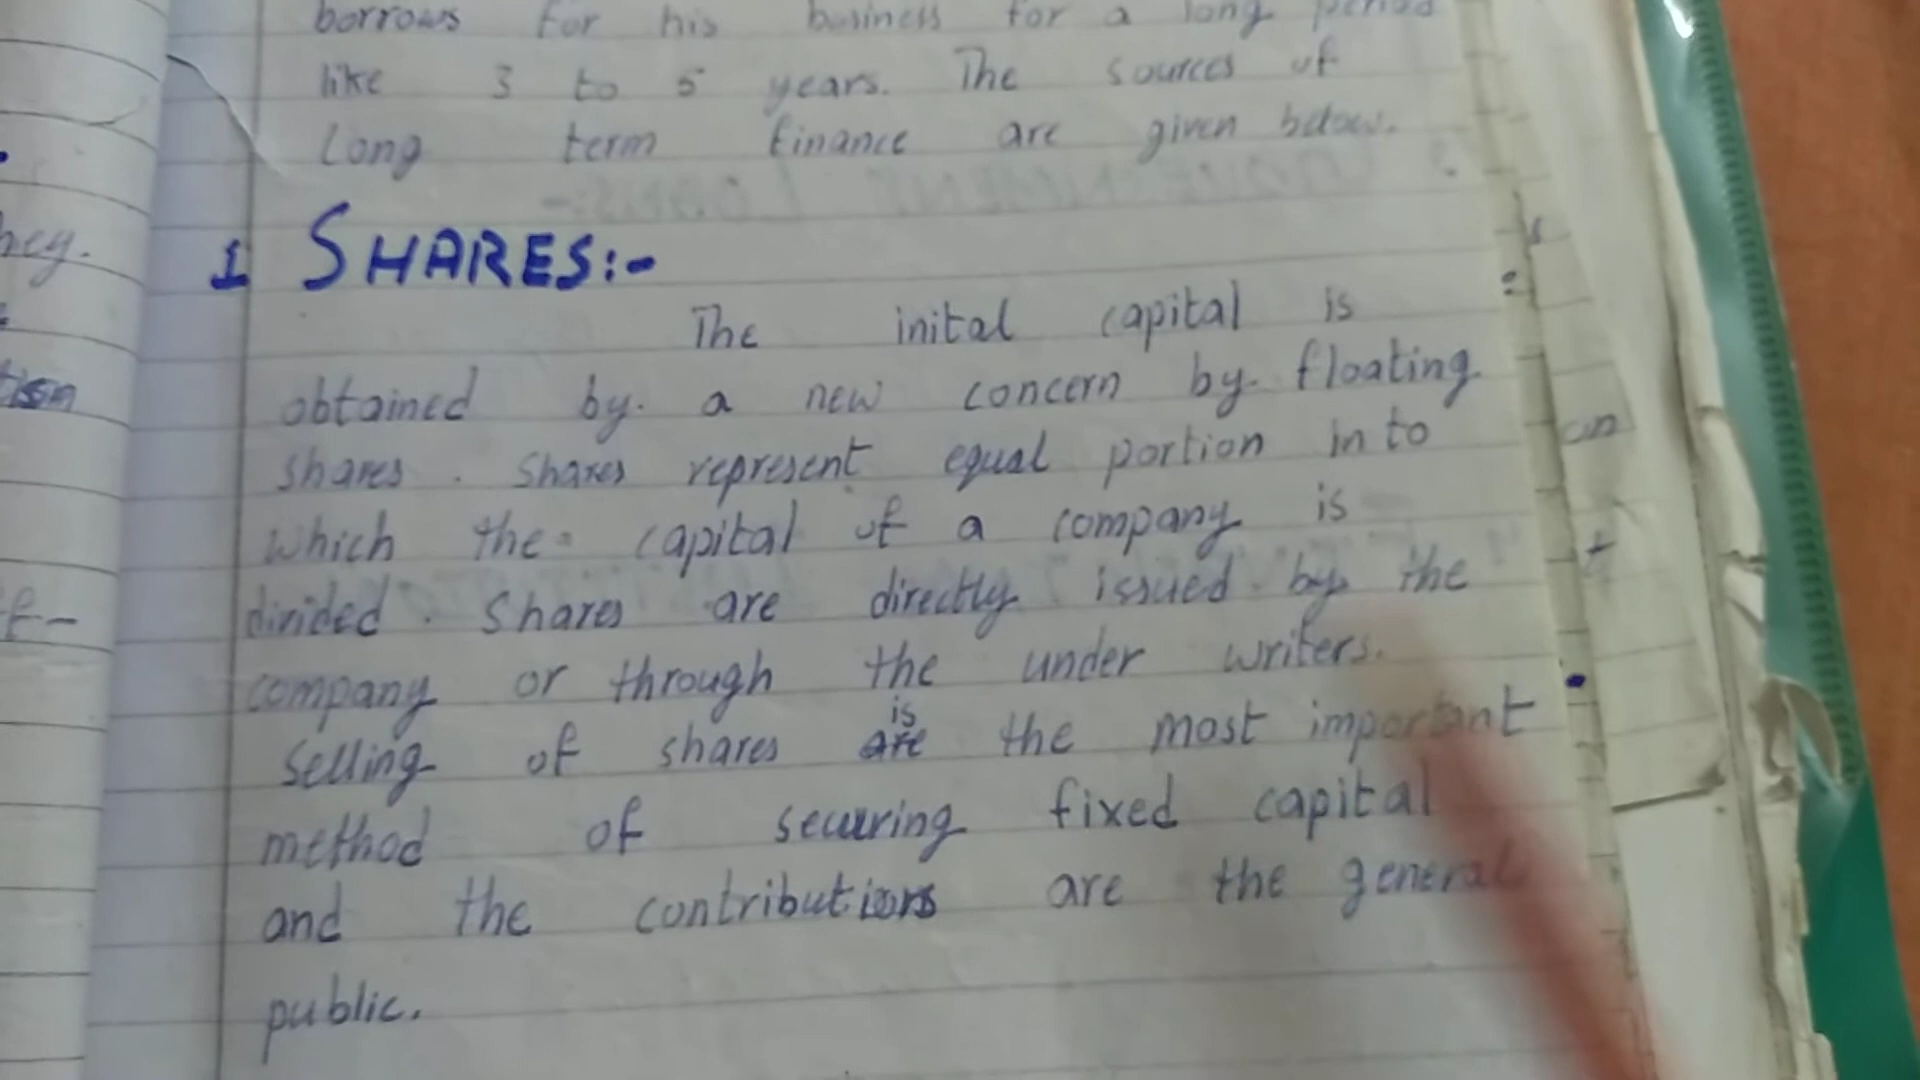 borrows for his business for a long period
like 3 to 5 years. The sources of
Long term finance are given below.
1 SHARES:-
The inital capital is
obtained by a new concern by floating
shares. Shares represent equal portion in to
which the capital of a company is
divided. Shares are directly issued by the
company or through the under writers.
is
Selling of shares are the most important
method of securing fixed capital
and the contributions are the general
public.